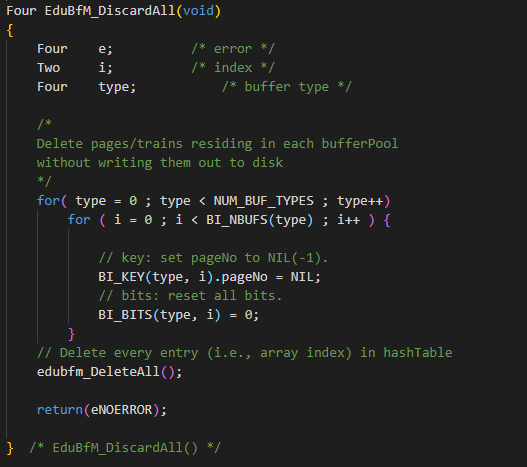 Four EduBfM_DiscardAll(void)
{
    Four    e;          /* error */
    Two     i;          /* index */
    Four    type;           /* buffer type */
    /*
    Delete pages/trains residing in each bufferPool
    without writing them out to disk
    */
    for( type = 0 ; type < NUM_BUF_TYPES ; type++)
        for ( i = 0 ; i < BI_NBUFS(type) ; i++ ) {
            // key: set pageNo to NIL(-1).
            BI_KEY(type, i).pageNo = NIL;
            // bits: reset all bits.
            BI_BITS(type, i) = 0;
        }
    // Delete every entry (i.e., array index) in hashTable
    edubfm_DeleteAll();
    return(eNOERROR);
}  /* EduBfM_DiscardAll() */